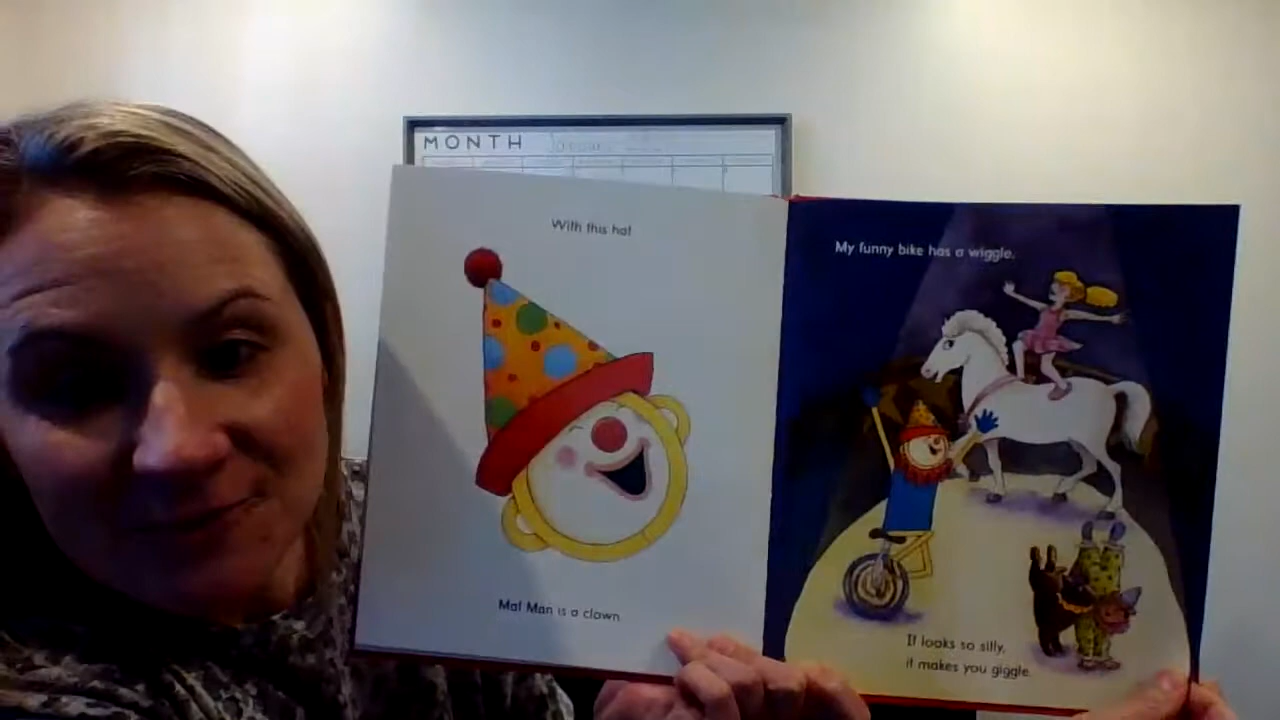 MONTH January
With this hat
Mat Man is a clown
My funny bike has a wiggle.
It looks so silly,
it makes you giggle.